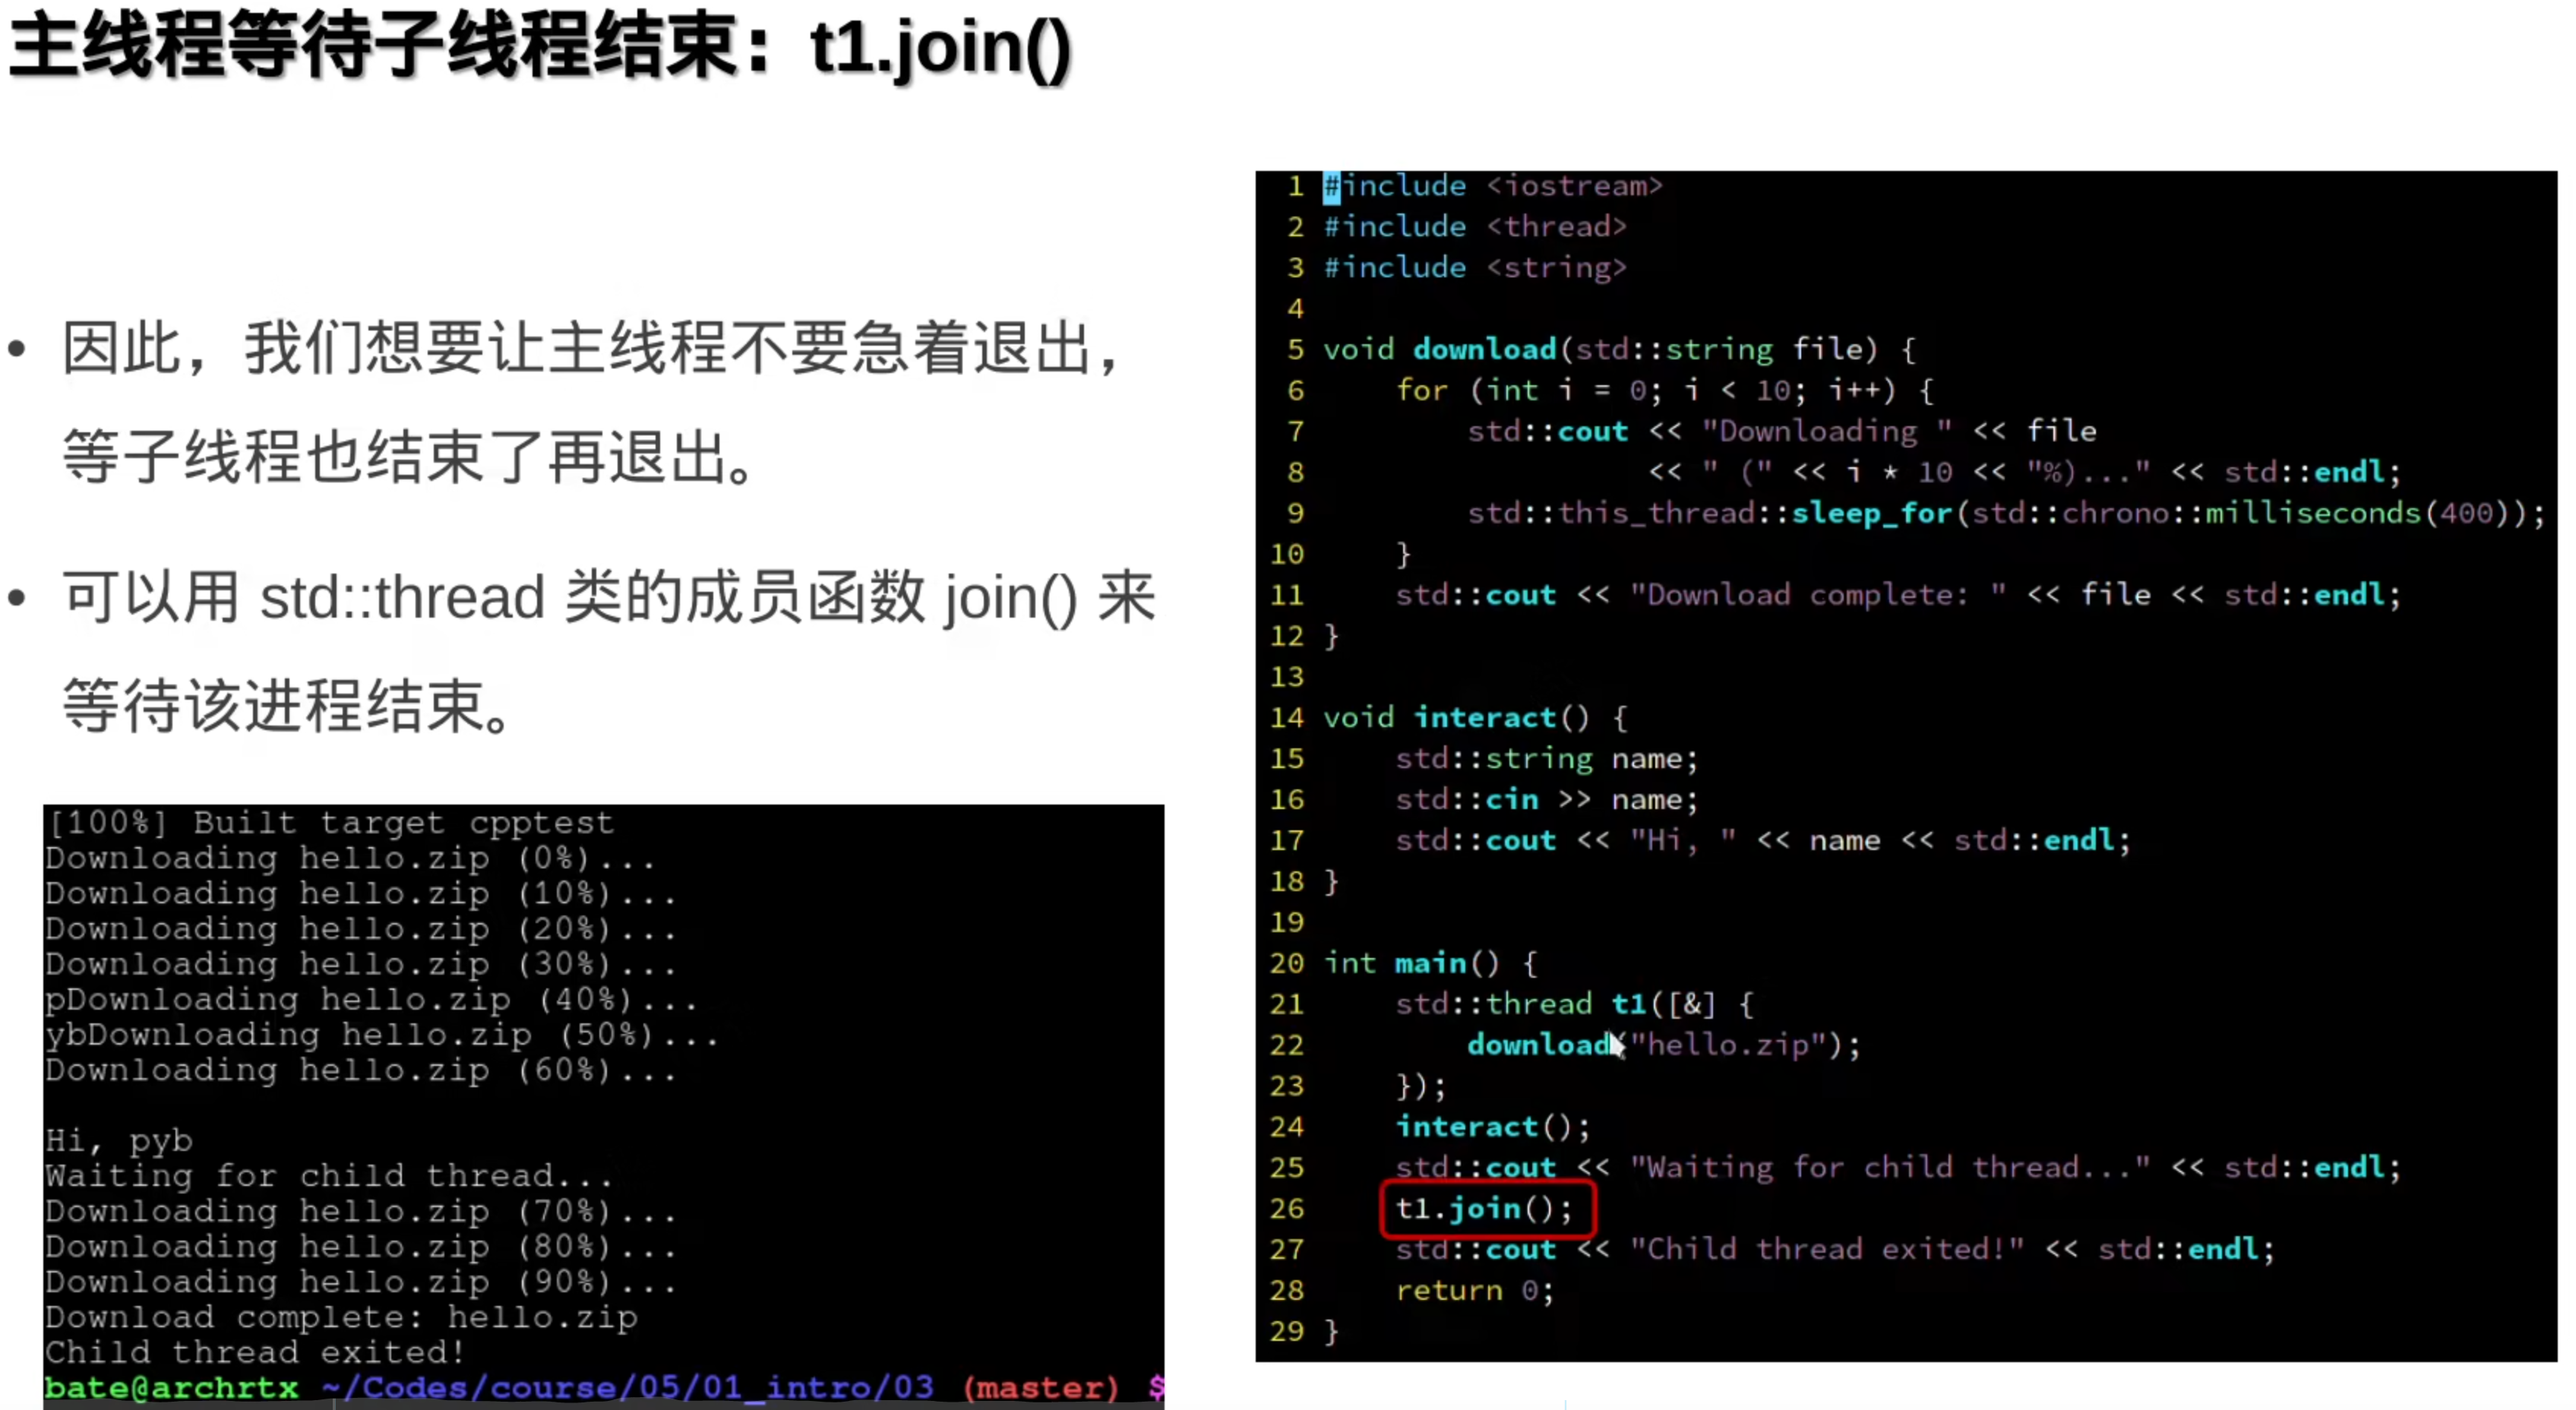 主线程等待子线程结束：t1.join()
• 因此，我们想要让主线程不要急着退出，
等子线程也结束了再退出。
• 可以用 std::thread 类的成员函数 join() 来
等待该进程结束。
[100%] Built target cpptest
Downloading hello.zip (0%)...
Downloading hello.zip (10%)...
Downloading hello.zip (20%)...
Downloading hello.zip (30%)...
pDownloading hello.zip (40%)...
ybDownloading hello.zip (50%)...
Downloading hello.zip (60%)...
Hi, pyb
Waiting for child thread...
Downloading hello.zip (70%)...
Downloading hello.zip (80%)...
Downloading hello.zip (90%)...
Download complete: hello.zip
Child thread exited!
bate@archrtx ~/Codes/course/05/01_intro/03 (master) $
1 #include <iostream>
2 #include <thread>
3 #include <string>
4
5 void download(std::string file) {
6     for (int i = 0; i < 10; i++) {
7         std::cout << "Downloading " << file
8                   << " (" << i * 10 << "%)..." << std::endl;
9         std::this_thread::sleep_for(std::chrono::milliseconds(400));
10     }
11     std::cout << "Download complete: " << file << std::endl;
12 }
13
14 void interact() {
15     std::string name;
16     std::cin >> name;
17     std::cout << "Hi, " << name << std::endl;
18 }
19
20 int main() {
21     std::thread t1([&] {
22         download("hello.zip");
23     });
24     interact();
25     std::cout << "Waiting for child thread..." << std::endl;
26     t1.join();
27     std::cout << "Child thread exited!" << std::endl;
28     return 0;
29 }